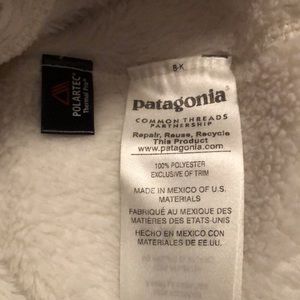 POLARTEC®
Thermal Pro®
B-K
patagonia®
COMMON THREADS
PARTNERSHIP
Repair, Reuse, Recycle
This Product
www.patagonia.com
100% POLYESTER
EXCLUSIVE OF TRIM
MADE IN MEXICO OF U.S.
MATERIALS
FABRIQUÉ AU MEXIQUE DES
MATIÈRES DES ETATS-UNIS
HECHO EN MEXICO CON
MATERIALES DE EE.UU.